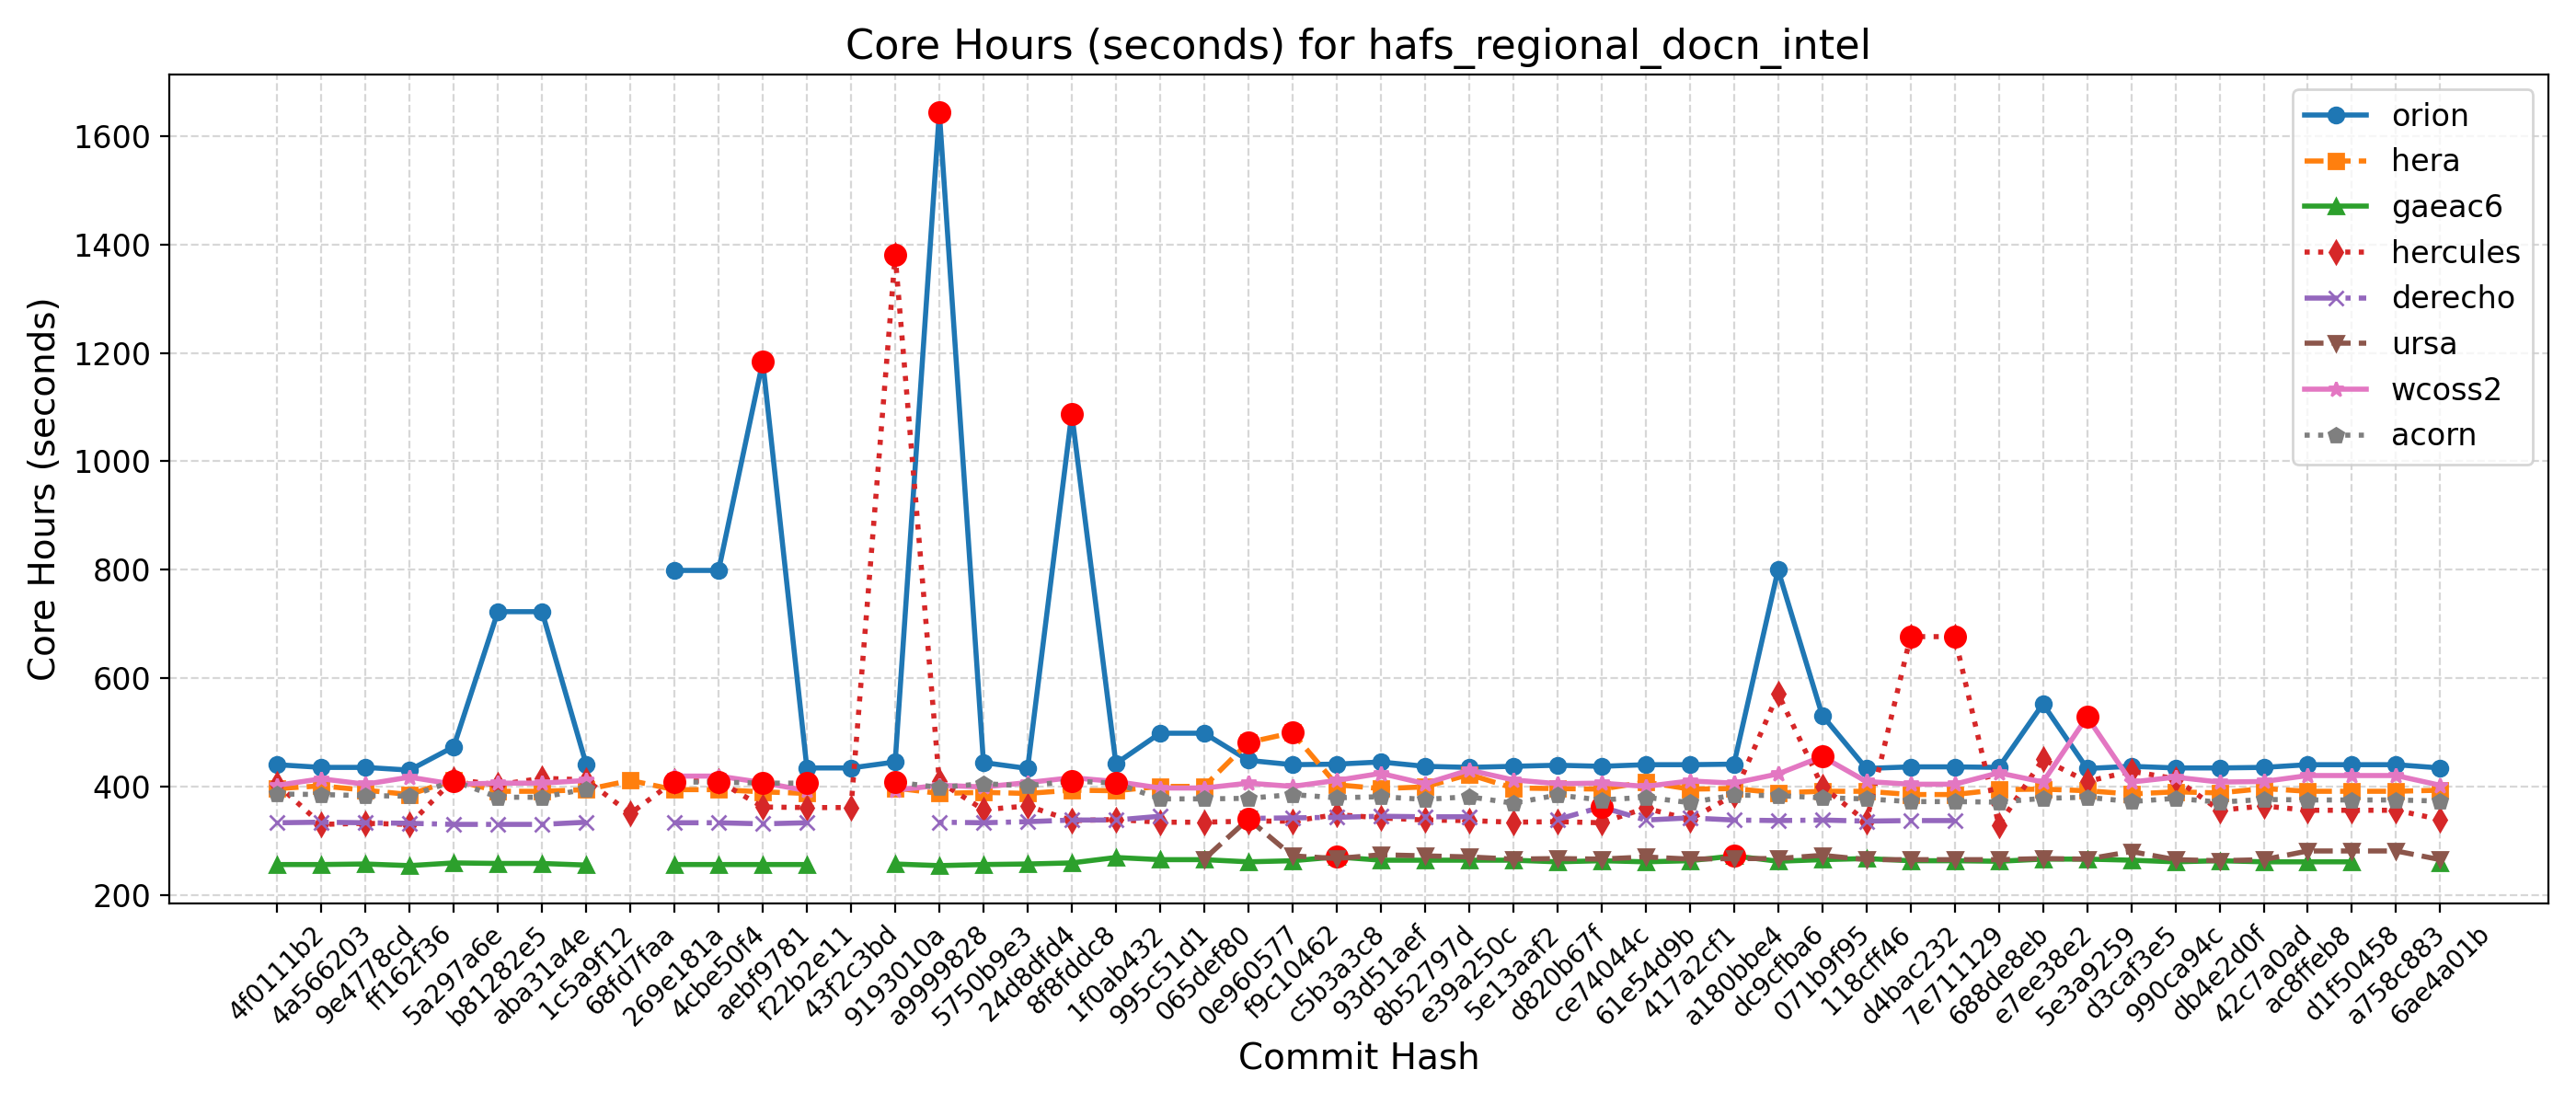 Core Hours (seconds) for hafs_regional_docn_intel
Core Hours (seconds)
1600
1400
1200
1000
800
600
400
200
orion
hera
gaeac6
hercules
derecho
ursa
wcoss2
acorn
4f0111b2
4a566203
9e4778cd
ff162f36
5a297a6e
b81282e5
aba31a4e
1c5a9f12
68fd7faa
269e181a
4cbe50f4
aebf9781
f22b2e11
43f2c3bd
9193010a
a9999828
5750b9e3
24d8dfd4
8f8fddc8
1f0ab432
995c51d1
065def80
0e960577
f9c10462
c5b3a3c8
93d51aef
8b52797d
e39a250c
5e13aaf2
d820b67f
ce74044c
61e54d9b
417a2cf1
a180bbe4
dc9cfba6
071b9f95
118cff46
d4bac232
7e711129
688de8eb
e7ee38e2
5e3a9259
d3caf3e5
990ca94c
db4e2d0f
42c7a0ad
ac8ffeb8
d1f50458
a758c883
6ae4a01b
Commit Hash